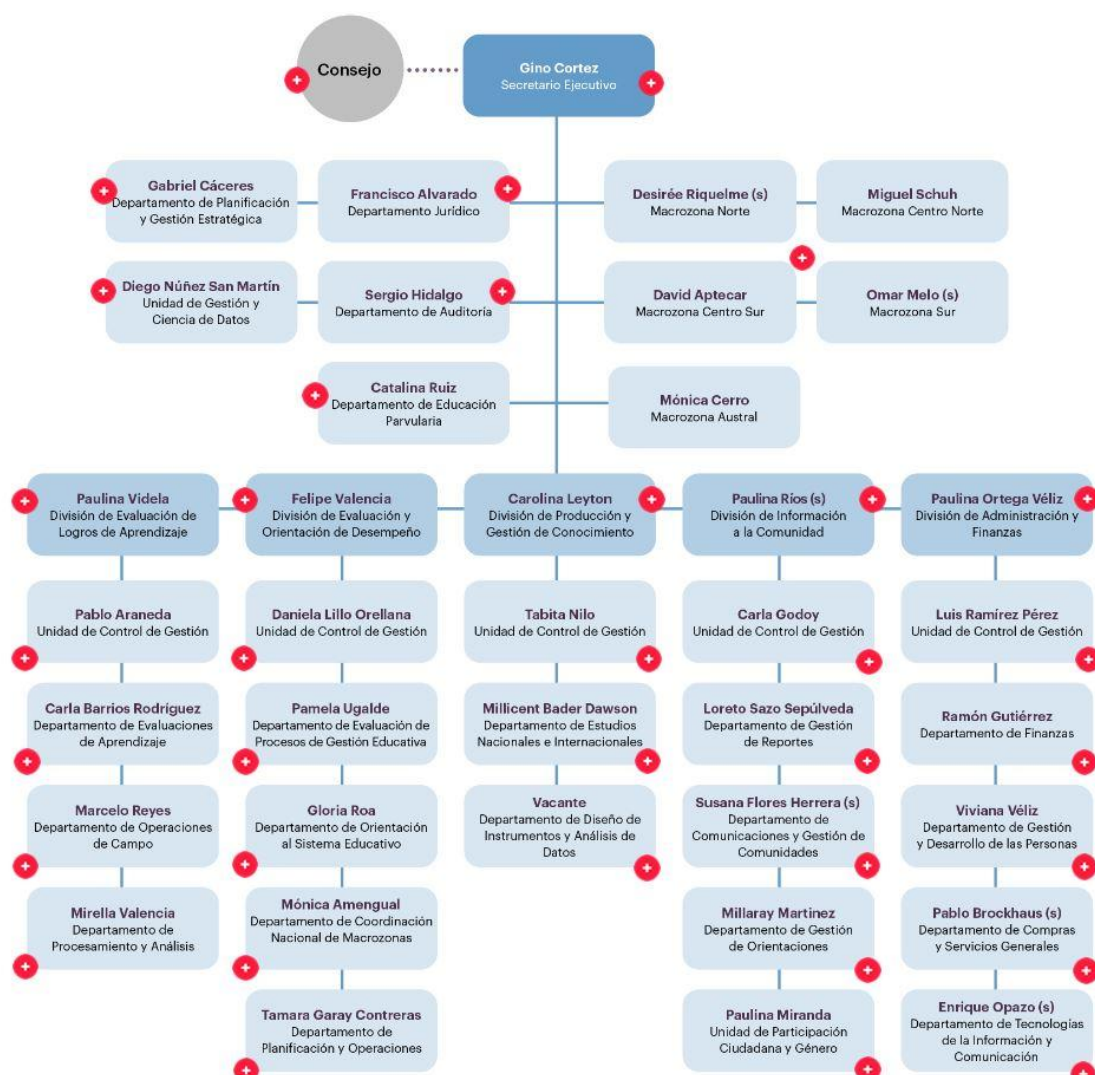 Consejo
Gino Cortez
Secretario Ejecutivo
Gabriel Cáceres
Departamento de Planificación
y Gestión Estratégica
Francisco Alvarado
Departamento Jurídico
Desirée Riquelme (s)
Macrozona Norte
Miguel Schuh
Macrozona Centro Norte
Diego Núñez San Martín
Unidad de Gestión y
Ciencia de Datos
Sergio Hidalgo
Departamento de Auditoría
David Aptecar
Macrozona Centro Sur
Omar Melo (s)
Macrozona Sur
Catalina Ruiz
Departamento de Educación
Parvularia
Mónica Cerro
Macrozona Austral
Paulina Videla
División de Evaluación de
Logros de Aprendizaje
Felipe Valencia
División de Evaluación y
Orientación de Desempeño
Carolina Leyton
División de Producción y
Gestión de Conocimiento
Paulina Ríos (s)
División de Información
a la Comunidad
Paulina Ortega Véliz
División de Administración y
Finanzas
Pablo Araneda
Unidad de Control de Gestión
Daniela Lillo Orellana
Unidad de Control de Gestión
Tabita Nilo
Unidad de Control de Gestión
Carla Godoy
Unidad de Control de Gestión
Luis Ramírez Pérez
Unidad de Control de Gestión
Carla Barrios Rodríguez
Departamento de Evaluaciones
de Aprendizaje
Pamela Ugalde
Departamento de Evaluación de
Procesos de Gestión Educativa
Millicent Bader Dawson
Departamento de Estudios
Nacionales e Internacionales
Loreto Sazo Sepúlveda
Departamento de Gestión
de Reportes
Ramón Gutiérrez
Departamento de Finanzas
Marcelo Reyes
Departamento de Operaciones
de Campo
Gloria Roa
Departamento de Orientación
al Sistema Educativo
Vacante
Departamento de Diseño de
Instrumentos y Análisis de
Datos
Susana Flores Herrera (s)
Departamento de
Comunicaciones y Gestión de
Comunidades
Viviana Véliz
Departamento de Gestión
y Desarrollo de las Personas
Mirella Valencia
Departamento de
Procesamiento y Análisis
Mónica Amengual
Departamento de Coordinación
Nacional de Macrozonas
Millaray Martinez
Departamento de Gestión
de Orientaciones
Pablo Brockhaus (s)
Departamento de Compras
y Servicios Generales
Tamara Garay Contreras
Departamento de
Planificación y Operaciones
Paulina Miranda
Unidad de Participación
Ciudadana y Género
Enrique Opazo (s)
Departamento de Tecnologías
de la Información y
Comunicación